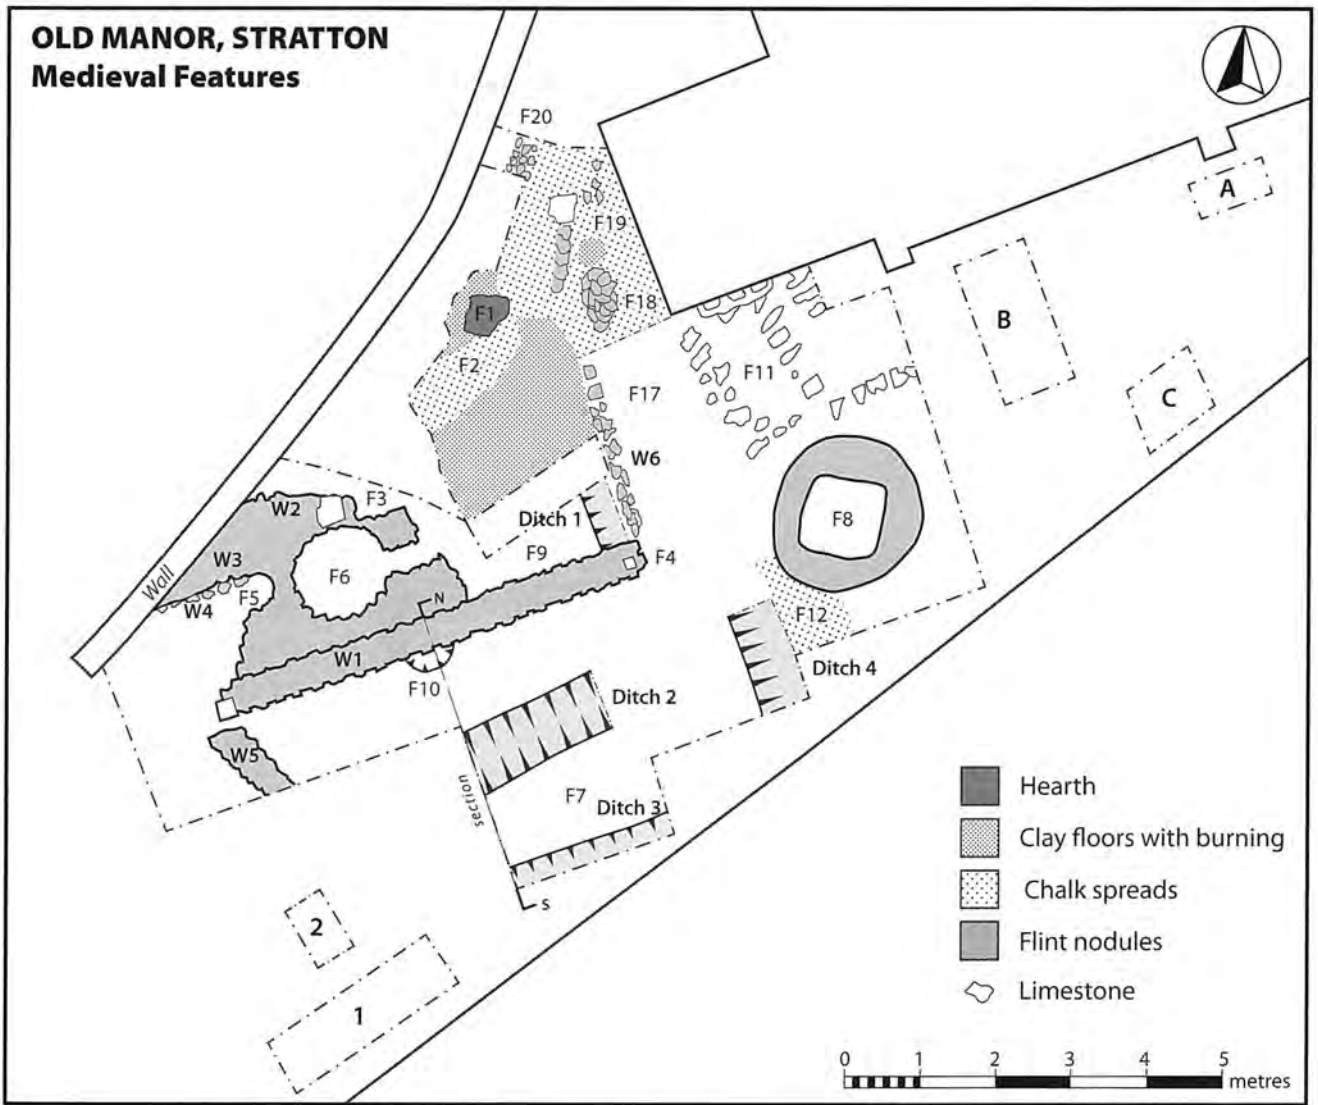 OLD MANOR, STRATTON
Medieval Features
F20
A
F19
B
F1
F18
F2
F11
C
F17
W6
W2
F3
Ditch 1
F8
F9
F4
W3
F6
Wall
F5
W4
N
F12
W1
Ditch 4
F10
Ditch 2
W5
section
F7
Ditch 3
Hearth
Clay floors with burning
Chalk spreads
S
2
Flint nodules
Limestone
1
0 1 2 3 4 5
metres